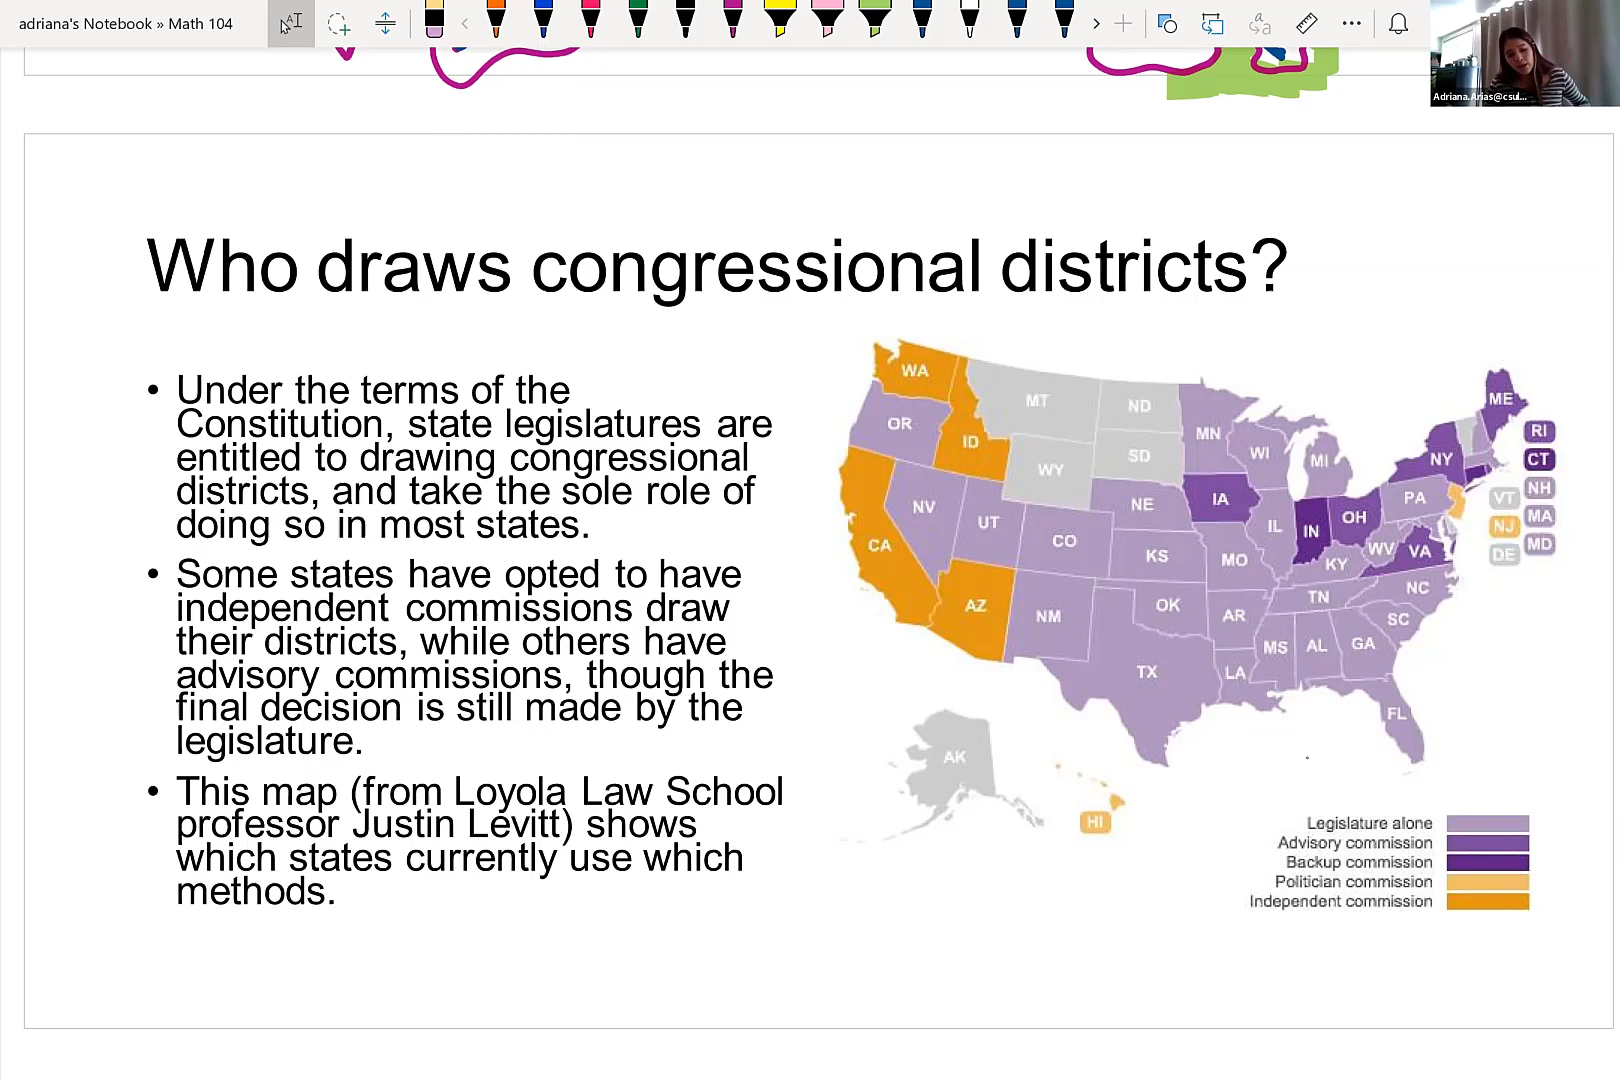 adriana's Notebook » Math 104
Adriana.Arias@csul...
Who draws congressional districts?
• Under the terms of the
Constitution, state legislatures are
entitled to drawing congressional
districts, and take the sole role of
doing so in most states.
• Some states have opted to have
independent commissions draw
their districts, while others have
advisory commissions, though the
final decision is still made by the
legislature.
• This map (from Loyola Law School
professor Justin Levitt) shows
which states currently use which
methods.
WA
MT
ND
ME
OR
ID
MN
RI
WY
SD
WI
MI
NY
CT
NV
UT
NE
IA
IL
IN
OH
PA
VT
NH
CA
CO
KS
MO
KY
WV
VA
NJ
MA
DE
MD
AZ
NM
OK
AR
TN
NC
SC
TX
LA
MS
AL
GA
FL
AK
HI
Legislature alone
Advisory commission
Backup commission
Politician commission
Independent commission